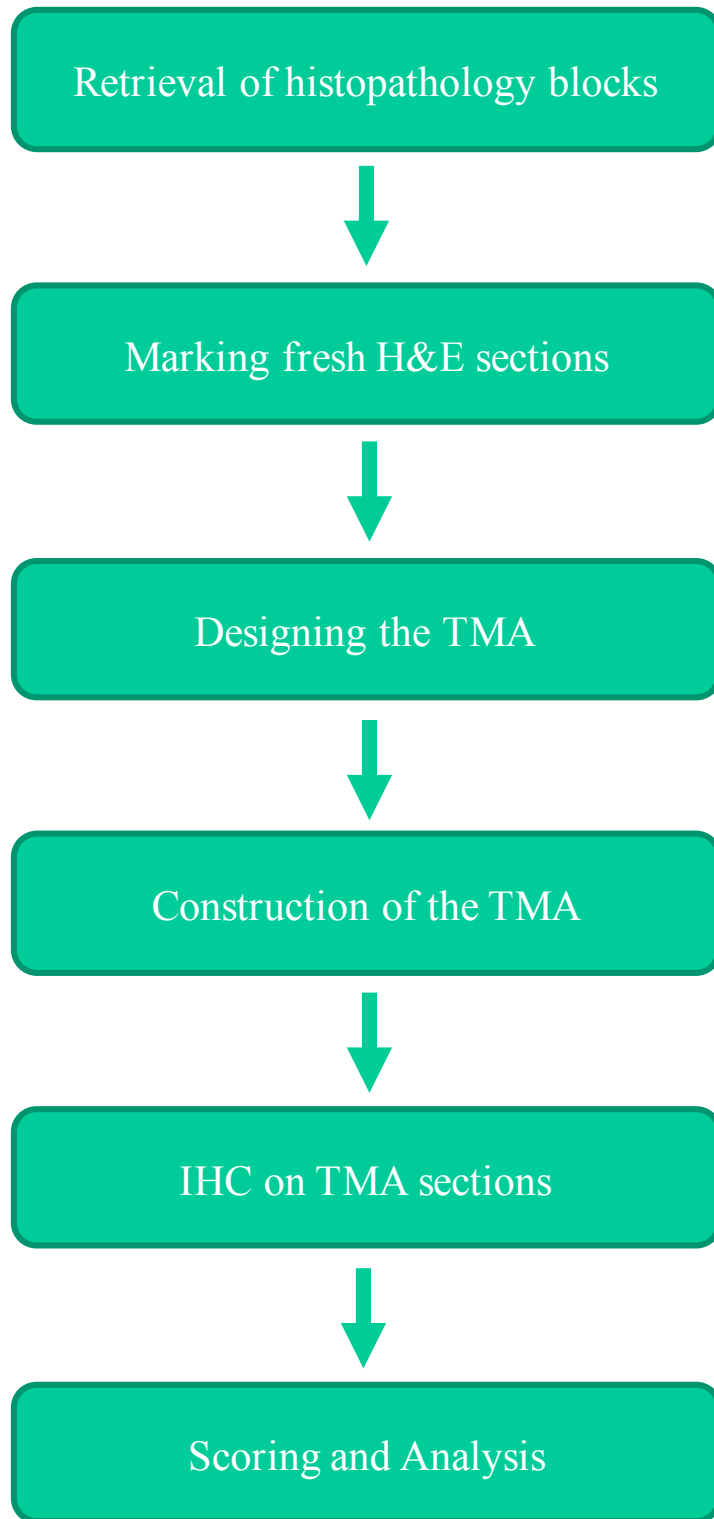 Retrieval of histopathology blocks
Marking fresh H&E sections
Designing the TMA
Construction of the TMA
IHC on TMA sections
Scoring and Analysis